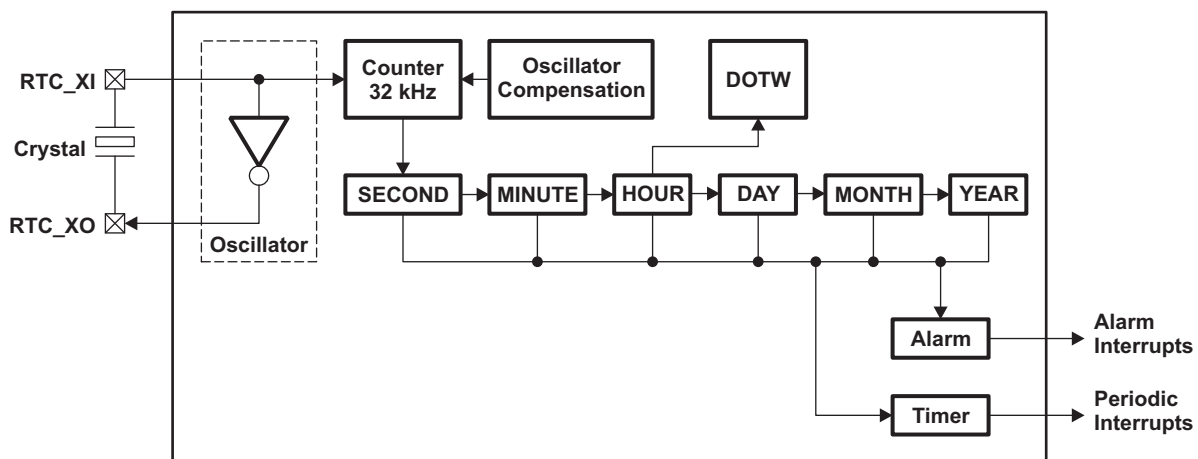 RTC_XI
Crystal
RTC_XO
Oscillator
Counter
32 kHz
Oscillator
Compensation
DOTW
SECOND
MINUTE
HOUR
DAY
MONTH
YEAR
Alarm
Alarm
Interrupts
Timer
Periodic
Interrupts